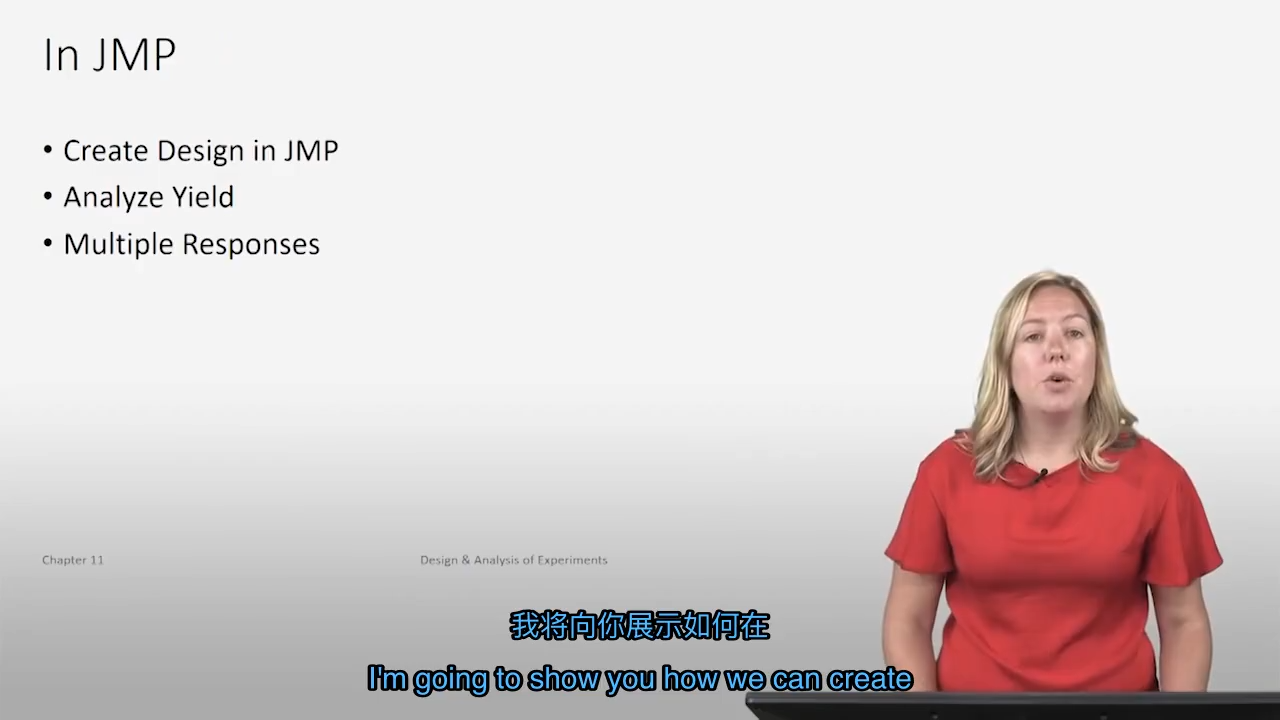 In JMP
• Create Design in JMP
• Analyze Yield
• Multiple Responses
Chapter 11
Design & Analysis of Experiments
我将向你展示如何在
I'm going to show you how we can create